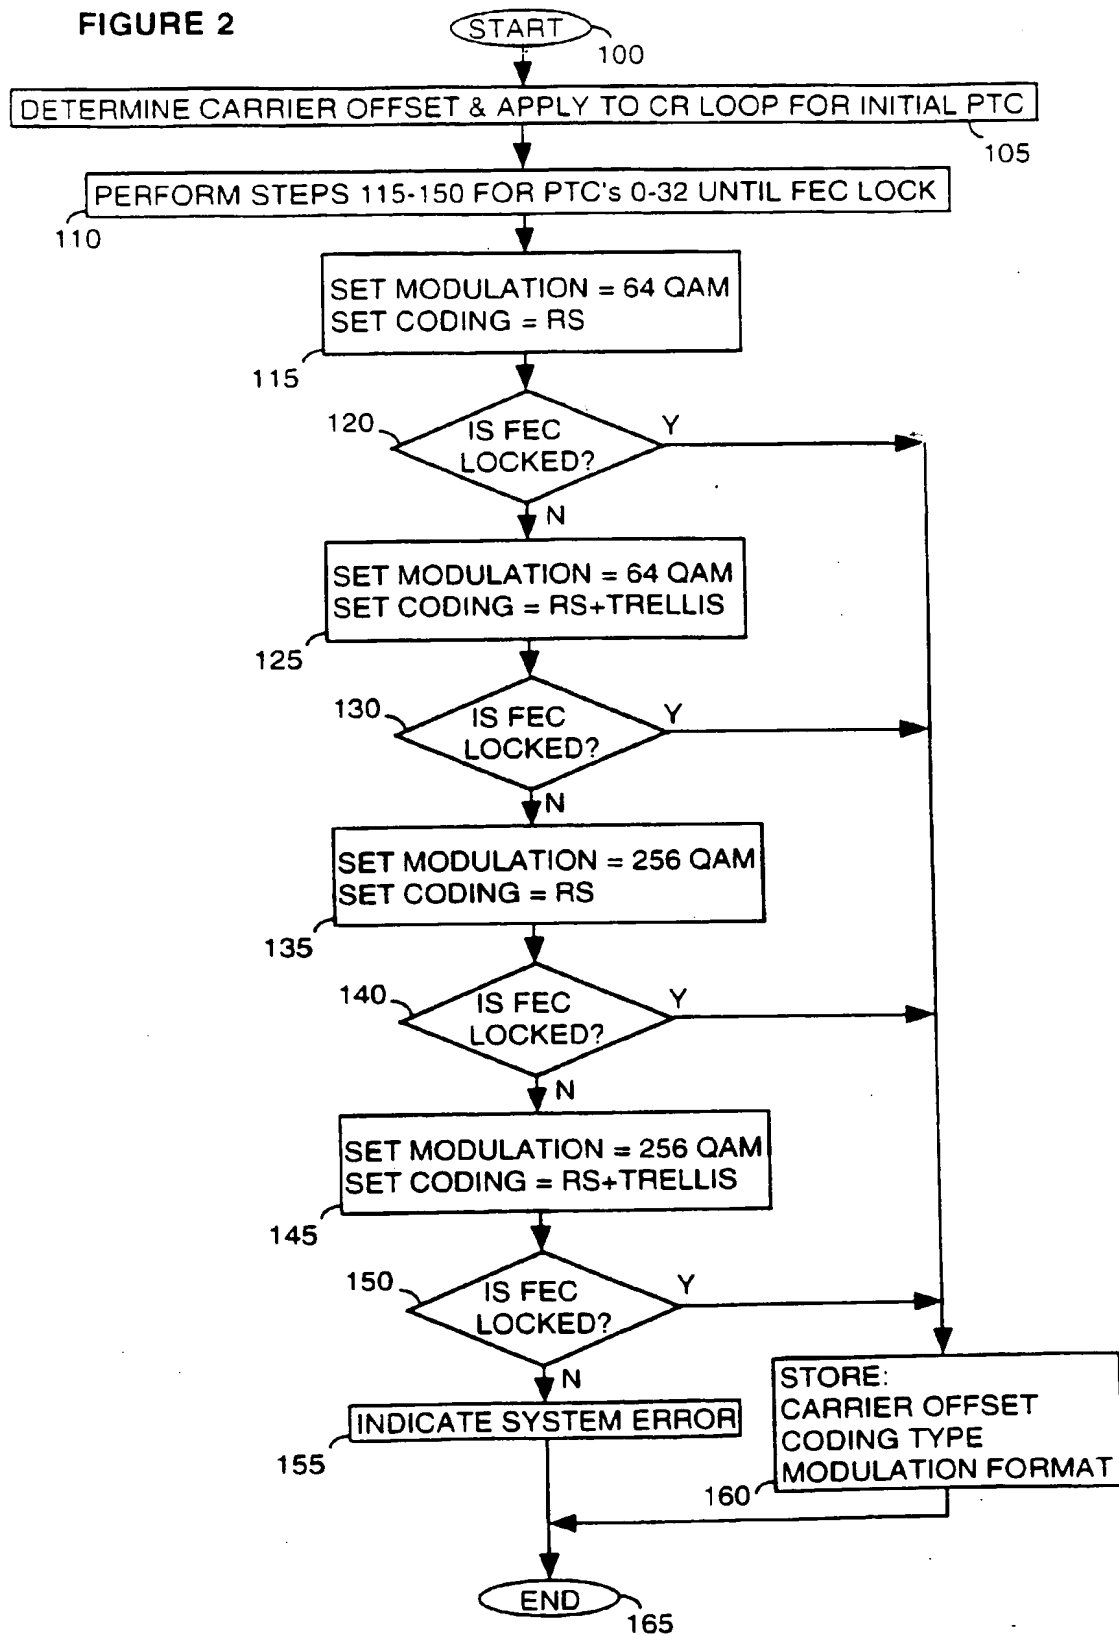 FIGURE 2
START
100
DETERMINE CARRIER OFFSET & APPLY TO CR LOOP FOR INITIAL PTC
105
PERFORM STEPS 115-150 FOR PTC's 0-32 UNTIL FEC LOCK
110
SET MODULATION = 64 QAM
SET CODING = RS
115
120
IS FEC
LOCKED?
Y
N
SET MODULATION = 64 QAM
SET CODING = RS+TRELLIS
125
130
IS FEC
LOCKED?
Y
N
SET MODULATION = 256 QAM
SET CODING = RS
135
140
IS FEC
LOCKED?
Y
N
SET MODULATION = 256 QAM
SET CODING = RS+TRELLIS
145
150
IS FEC
LOCKED?
Y
N
INDICATE SYSTEM ERROR
155
STORE:
CARRIER OFFSET
CODING TYPE
MODULATION FORMAT
160
END
165